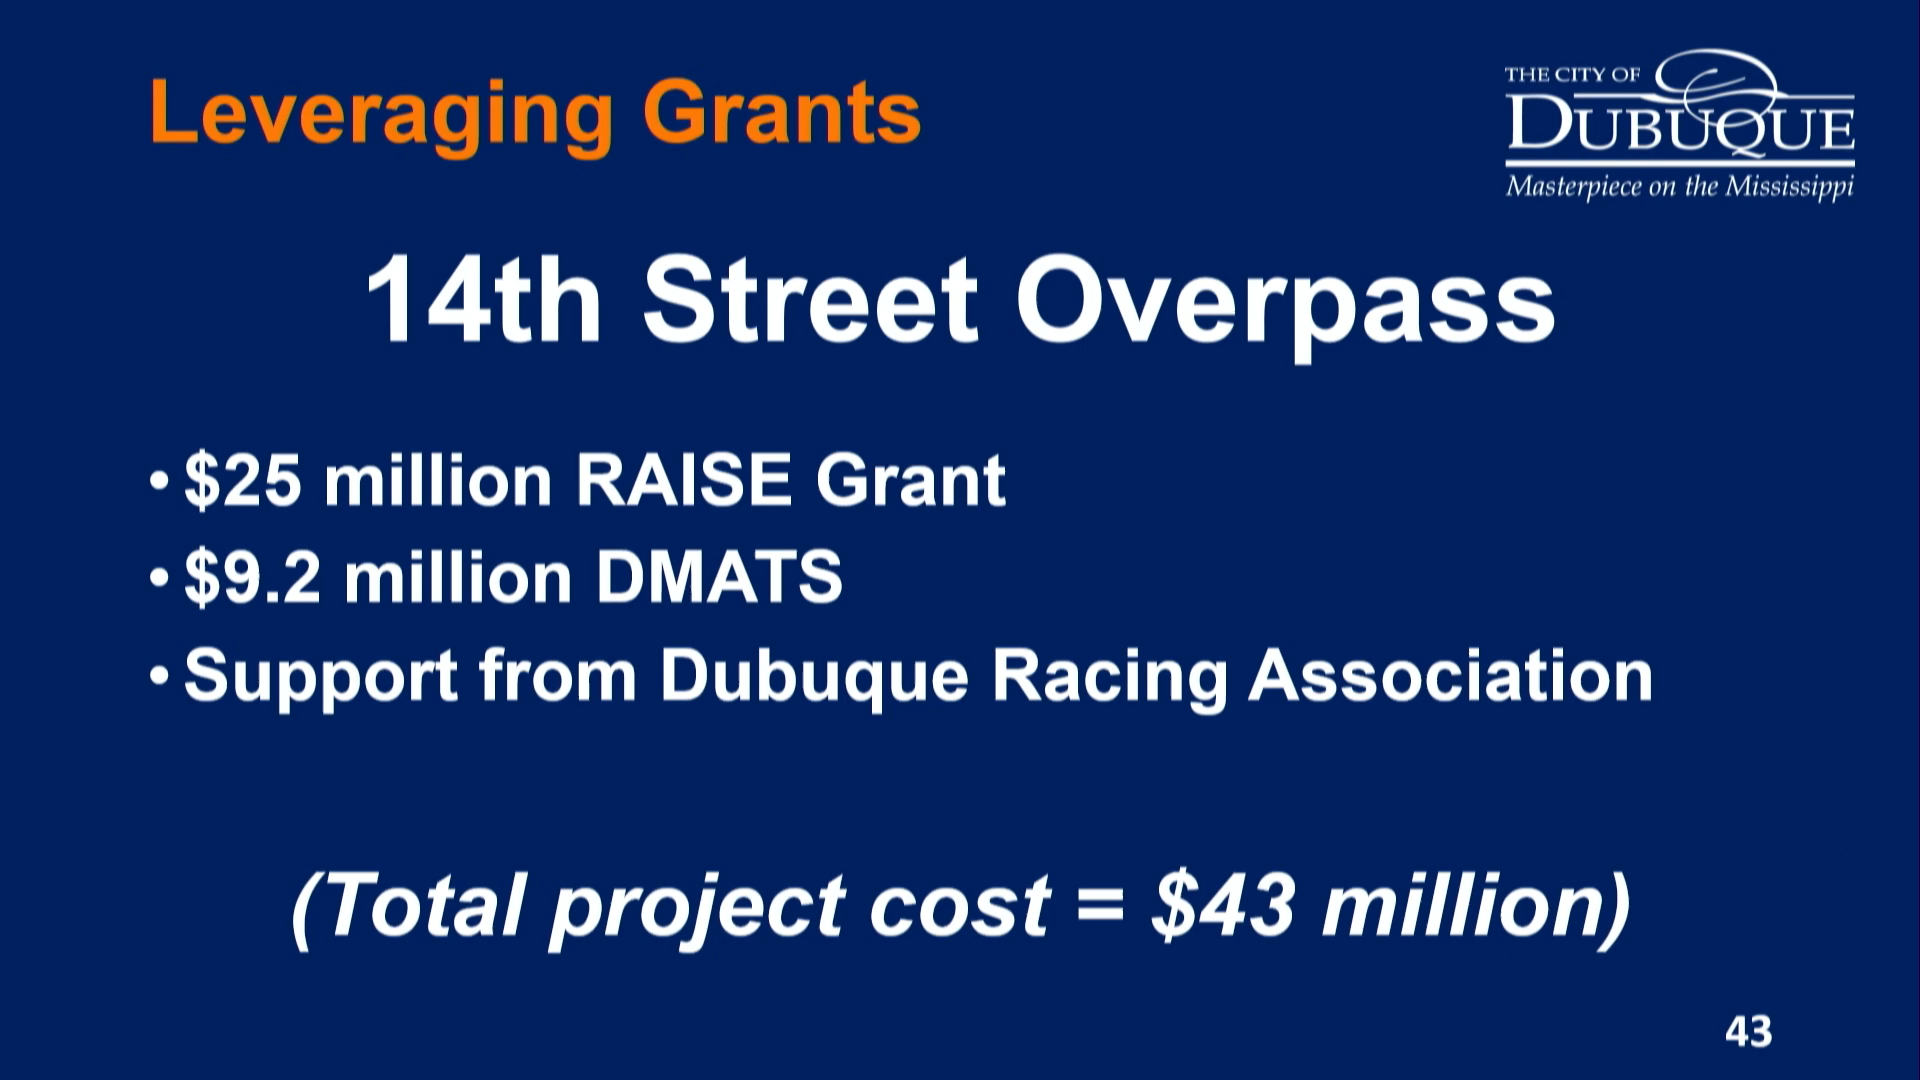 Leveraging Grants
THE CITY OF
DUBUQUE
Masterpiece on the Mississippi
14th Street Overpass
• $25 million RAISE Grant
• $9.2 million DMATS
• Support from Dubuque Racing Association
(Total project cost = $43 million)
43